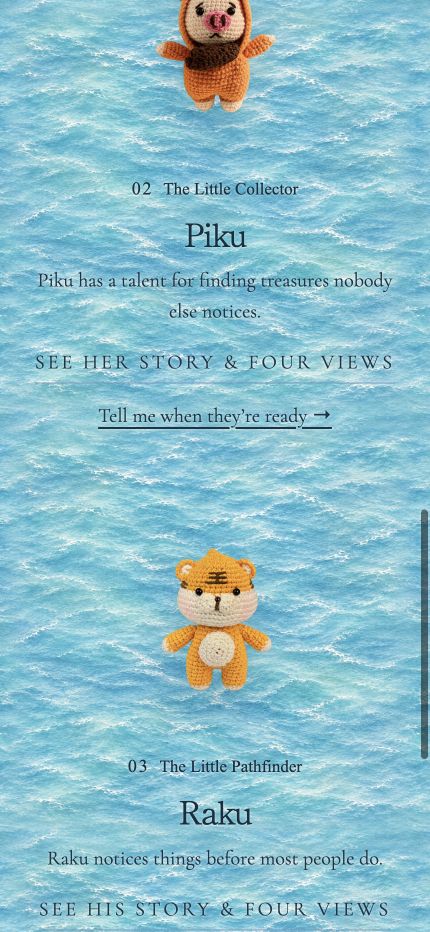 02 The Little Collector
Piku
Piku has a talent for finding treasures nobody
else notices.
SEE HER STORY & FOUR VIEWS
Tell me when they’re ready →
03 The Little Pathfinder
Raku
Raku notices things before most people do.
SEE HIS STORY & FOUR VIEWS